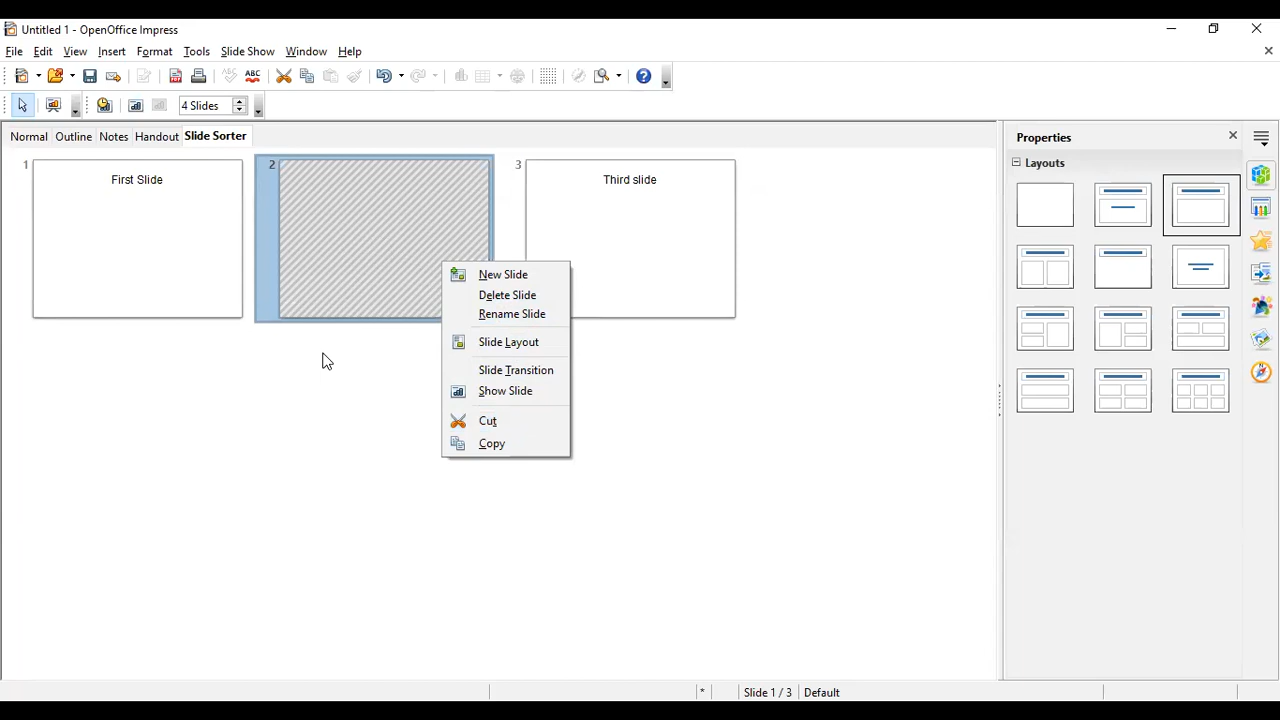 Untitled 1 - OpenOffice Impress
File Edit View Insert Format Tools Slide Show Window Help
ABC
4 Slides
Normal Outline Notes Handout Slide Sorter
Properties
Layouts
1
First Slide
2
3
Third slide
New Slide
Delete Slide
Rename Slide
Slide Layout
Slide Transition
Show Slide
Cut
Copy
* Slide 1 / 3 Default